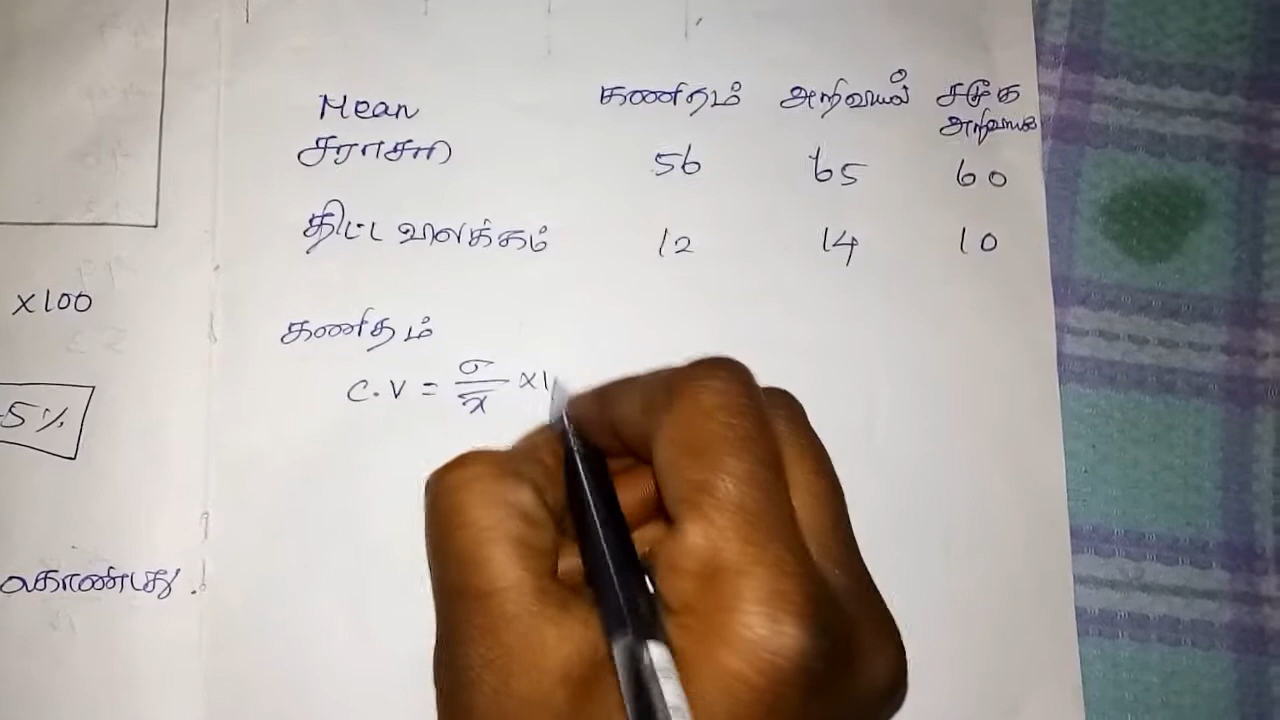 x100
5%
கொண்டது.
Mean கணிதம் அறிவியல் சமூக
அறிவியல்
சராசரி 56 65 60
திட்ட விலக்கம் 12 14 10
கணிதம்
C.V = σ/x̅ x1